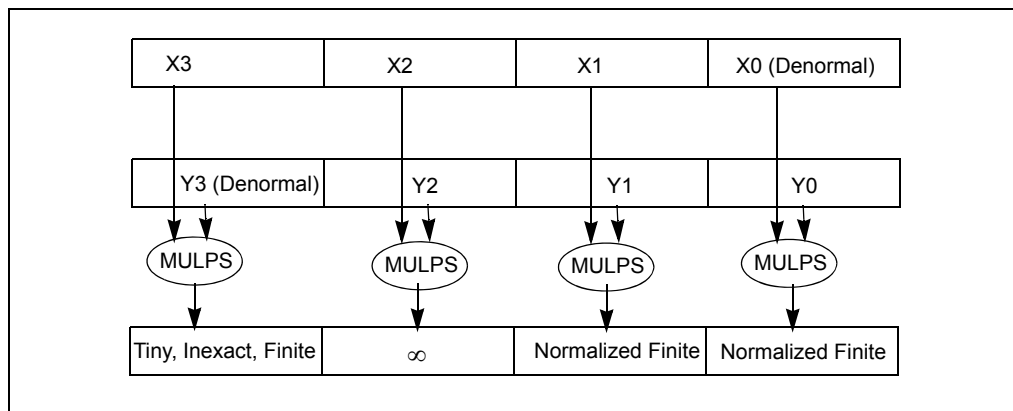 X3 X2 X1 X0 (Denormal)
Y3 (Denormal) Y2 Y1 Y0
MULPS MULPS MULPS MULPS
Tiny, Inexact, Finite ∞ Normalized Finite Normalized Finite